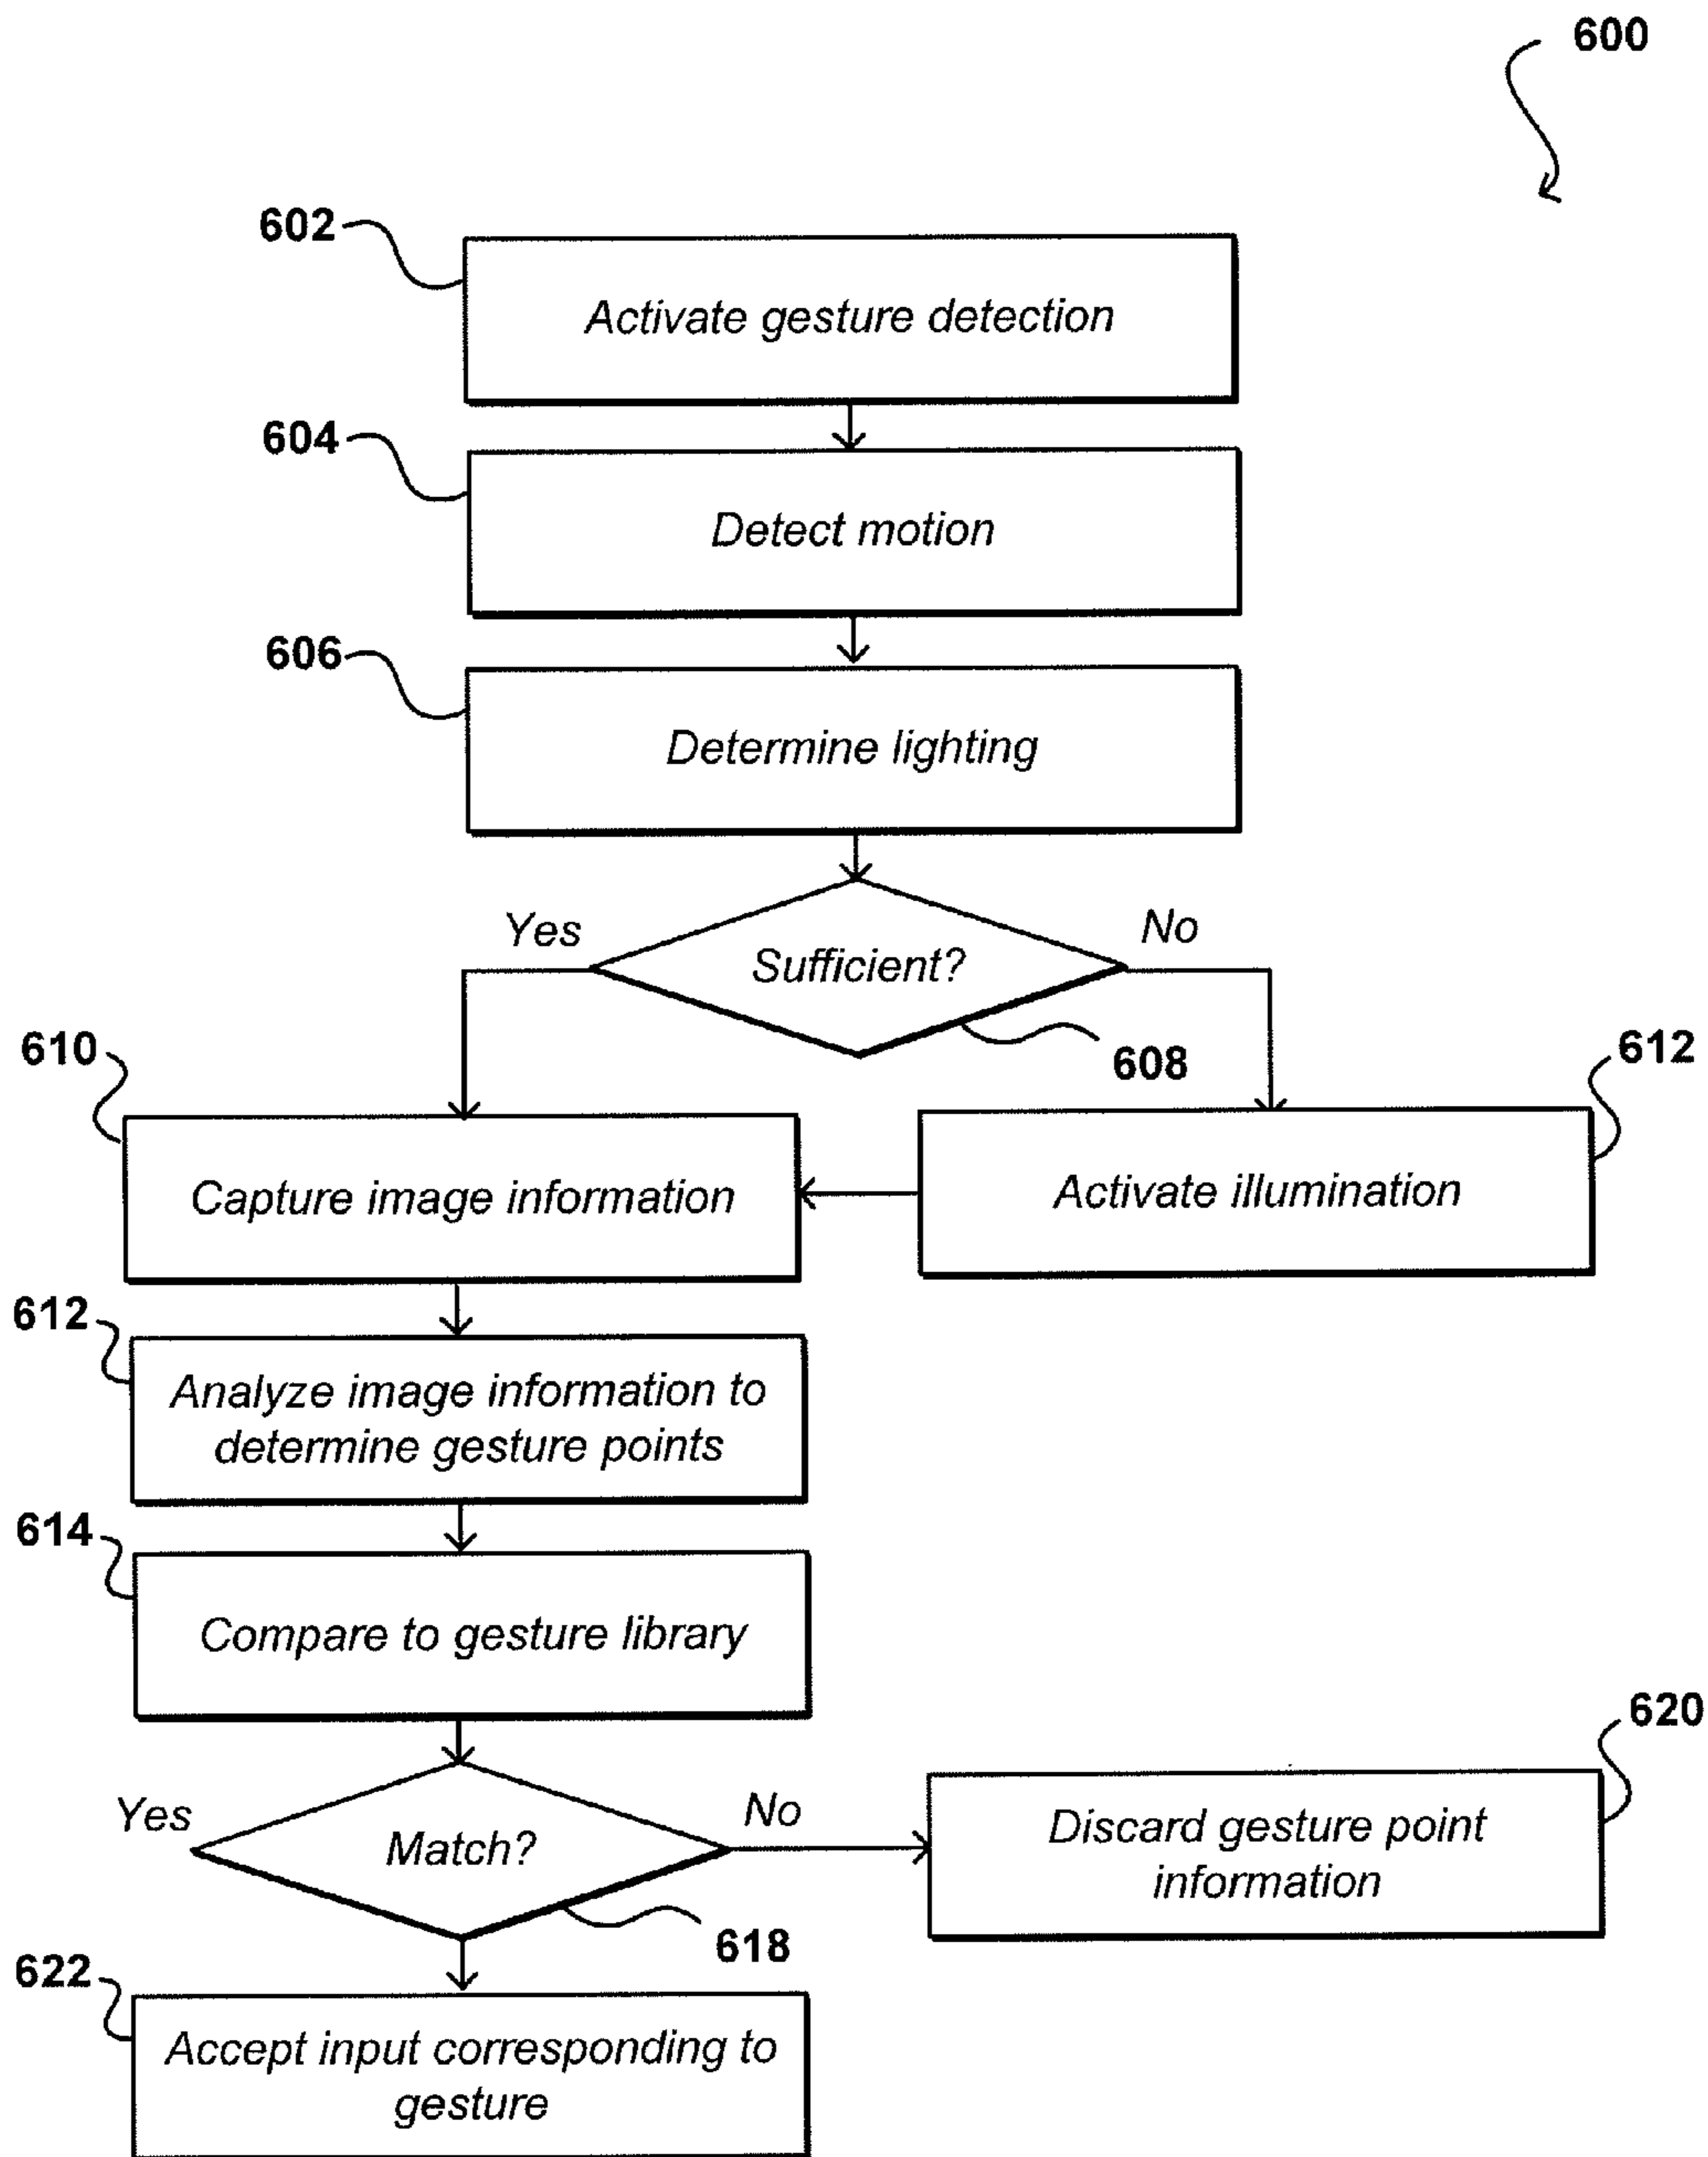 600
602
Activate gesture detection
604
Detect motion
606
Determine lighting
Yes
Sufficient?
No
608
610
Capture image information
612
Activate illumination
612
Analyze image information to
determine gesture points
614
Compare to gesture library
Yes
Match?
No
618
620
Discard gesture point
information
622
Accept input corresponding to
gesture